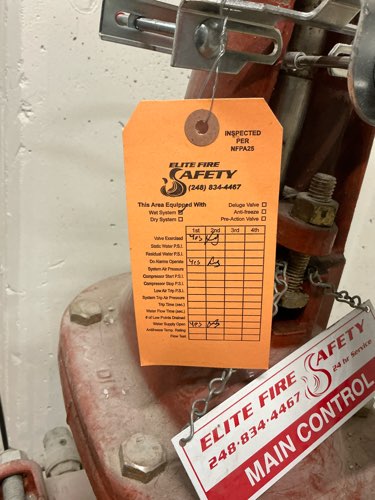 INSPECTED
PER
NFPA25
ELITE FIRE
SAFETY
(248) 834-4467
This Area Equipped With
Wet System
Dry System
Deluge Valve
Anti-freeze
Pre-Action Valve
1st 2nd 3rd 4th
Valve Exercised yes
Static Water P.S.I.
Residual Water P.S.I.
Do Alarms Operate yes
System Air Pressure
Compressor Start P.S.I.
Compressor Stop P.S.I.
Low Air Trip P.S.I.
System Trip Air Pressure
Trip Time (sec.)
Water Flow Time (sec.)
# of Low Points Drained
Water Supply Open yes
Antifreeze Temp. Rating
Flow Test
ELITE FIRE SAFETY
248-834-4467 24 hr Service
MAIN CONTROL